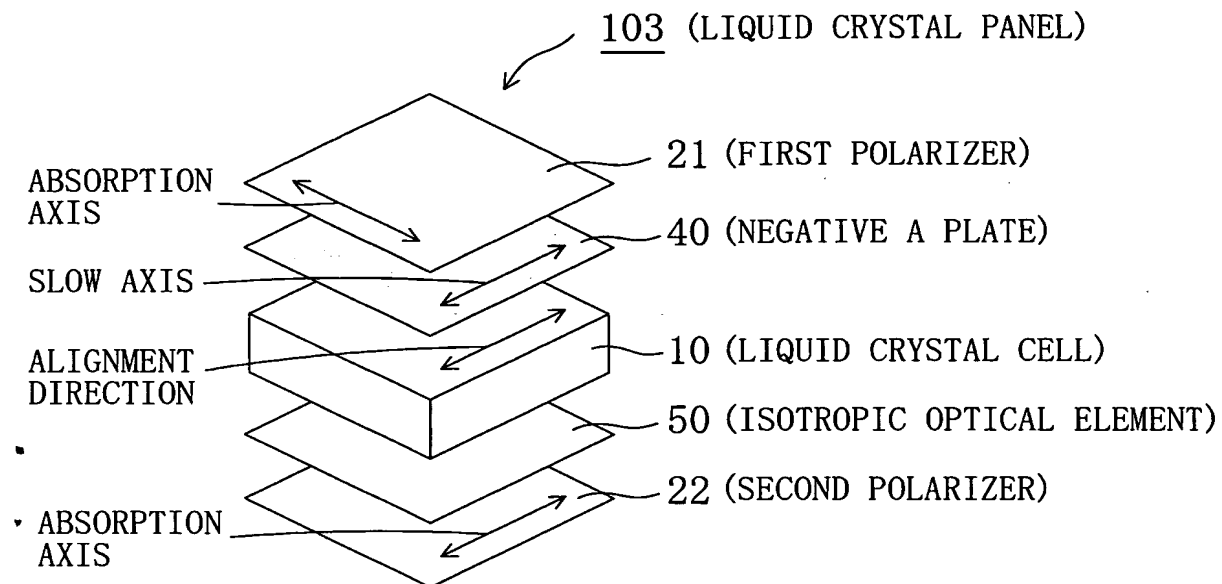 103 (LIQUID CRYSTAL PANEL)
21 (FIRST POLARIZER)
ABSORPTION
AXIS
40 (NEGATIVE A PLATE)
SLOW AXIS
10 (LIQUID CRYSTAL CELL)
ALIGNMENT
DIRECTION
50 (ISOTROPIC OPTICAL ELEMENT)
22 (SECOND POLARIZER)
ABSORPTION
AXIS